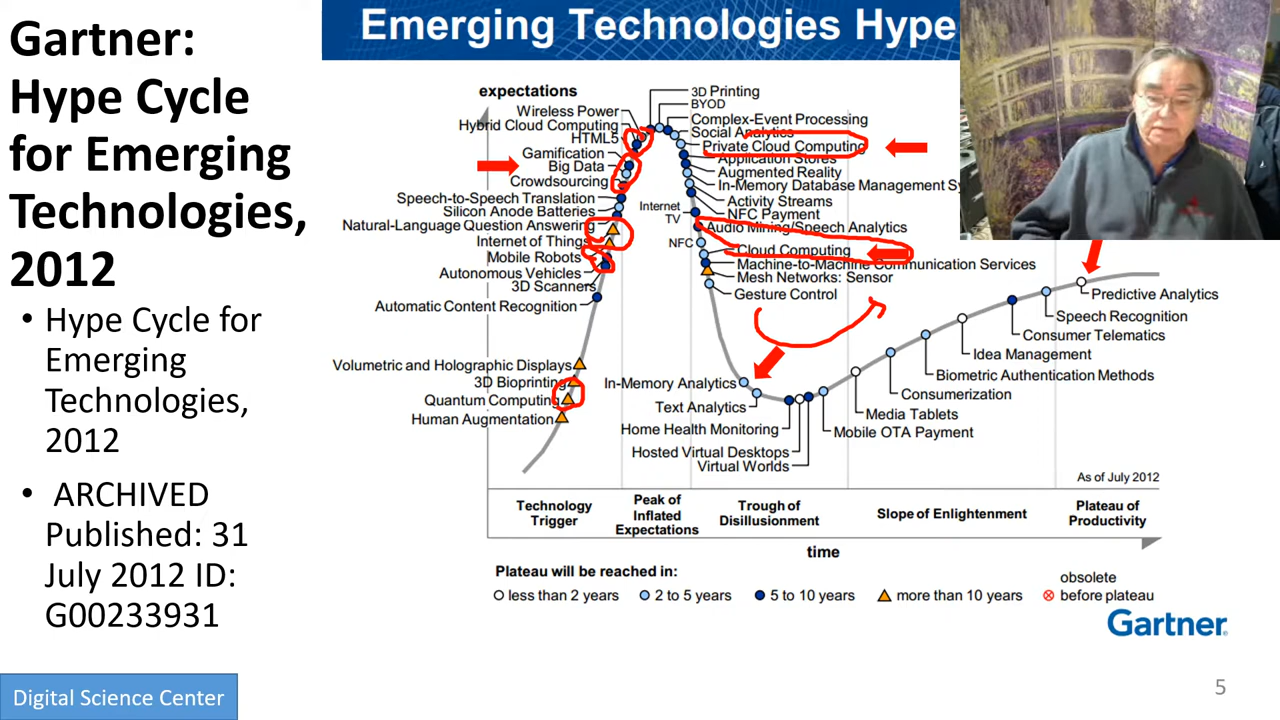 Gartner:
Hype Cycle
for Emerging
Technologies,
2012
• Hype Cycle for
Emerging
Technologies,
2012
• ARCHIVED
Published: 31
July 2012 ID:
G00233931
Digital Science Center
Emerging Technologies Hype
expectations
Wireless Power
Hybrid Cloud Computing
HTML5
Gamification
Big Data
Crowdsourcing
Speech-to-Speech Translation
Silicon Anode Batteries
Natural-Language Question Answering
Internet of Things
Mobile Robots
Autonomous Vehicles
3D Scanners
Automatic Content Recognition
Volumetric and Holographic Displays
3D Bioprinting
Quantum Computing
Human Augmentation
3D Printing
BYOD
Complex-Event Processing
Social Analytics
Private Cloud Computing
Application Stores
Augmented Reality
In-Memory Database Management Sy
Activity Streams
Internet
TV
NFC Payment
Audio Mining/Speech Analytics
NFC
Cloud Computing
Machine-to-Machine Communication Services
Mesh Networks: Sensor
Gesture Control
In-Memory Analytics
Text Analytics
Home Health Monitoring
Hosted Virtual Desktops
Virtual Worlds
Mobile OTA Payment
Media Tablets
Consumerization
Biometric Authentication Methods
Idea Management
Consumer Telematics
Speech Recognition
Predictive Analytics
As of July 2012
Technology
Trigger
Peak of
Inflated
Expectations
Trough of
Disillusionment
Slope of Enlightenment
Plateau of
Productivity
time
Plateau will be reached in:
less than 2 years
2 to 5 years
5 to 10 years
more than 10 years
obsolete
before plateau
Gartner
5